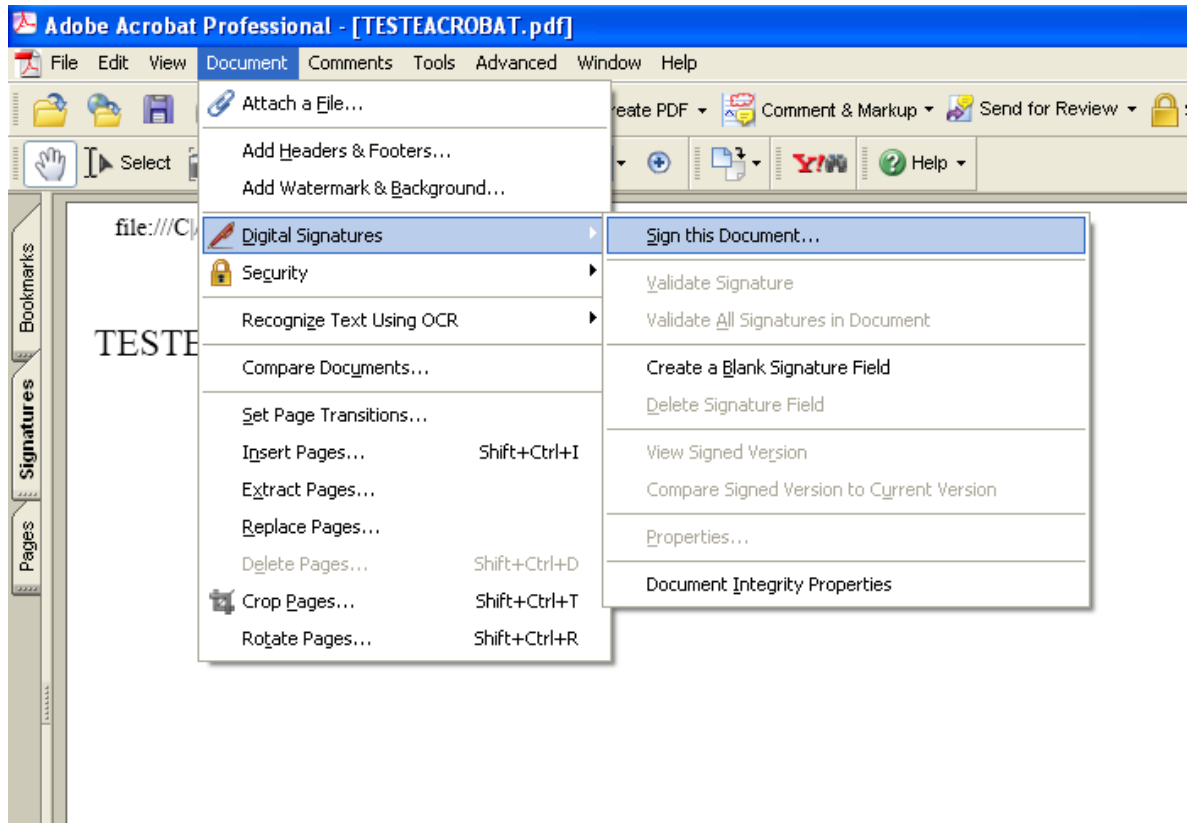 Adobe Acrobat Professional - [TESTEACROBAT.pdf]
File Edit View Document Comments Tools Advanced Window Help
reate PDF Comment & Markup Send for Review
Select Y! Help
Attach a File...
Add Headers & Footers...
Add Watermark & Background...
Digital Signatures
Security
Recognize Text Using OCR
Compare Documents...
Set Page Transitions...
Insert Pages... Shift+Ctrl+I
Extract Pages...
Replace Pages...
Delete Pages... Shift+Ctrl+D
Crop Pages... Shift+Ctrl+T
Rotate Pages... Shift+Ctrl+R
Sign this Document...
Validate Signature
Validate All Signatures in Document
Create a Blank Signature Field
Delete Signature Field
View Signed Version
Compare Signed Version to Current Version
Properties...
Document Integrity Properties
Bookmarks
Signatures
Pages
file:///C|
TESTE